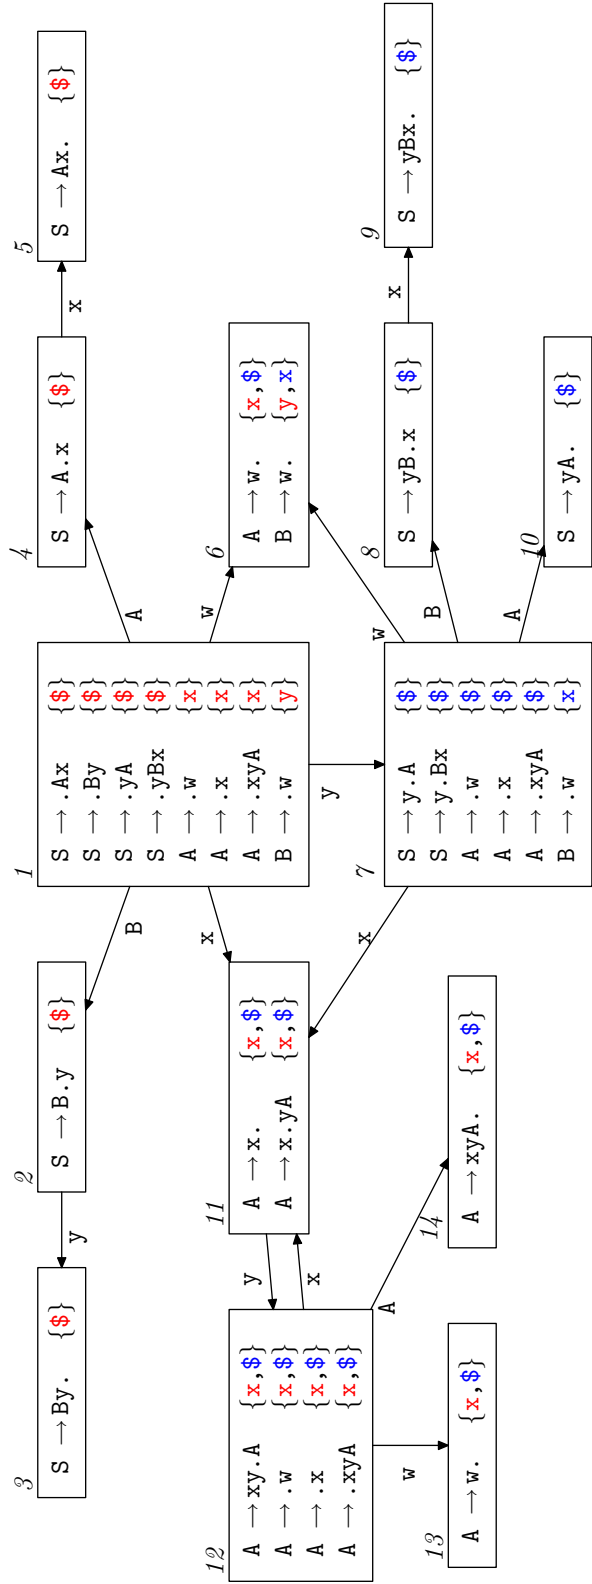 3
S →By. {$}
2
S →B.y {$}
1
S →.Ax {$}
S →.By {$}
S →.yA {$}
S →.yBx {$}
A →.w {x}
A →.x {x}
A →.xyA {x}
B →.w {y}
4
S →A.x {$}
5
S →Ax. {$}
y
B
A
x
12
A →xy.A {x,$}
A →.w {x,$}
A →.x {x,$}
A →.xyA {x,$}
11
A →x. {x,$}
A →x.yA {x,$}
6
A →w. {x,$}
B →w. {y,x}
y
x
x
w
y
w
13
A →w. {x,$}
14
A →xyA. {x,$}
7
S →y.A {$}
S →y.Bx {$}
A →.w {$}
A →.x {$}
A →.xyA {$}
B →.w {x}
8
S →yB.x {$}
9
S →yBx. {$}
10
S →yA. {$}
w
A
x
B
A
x